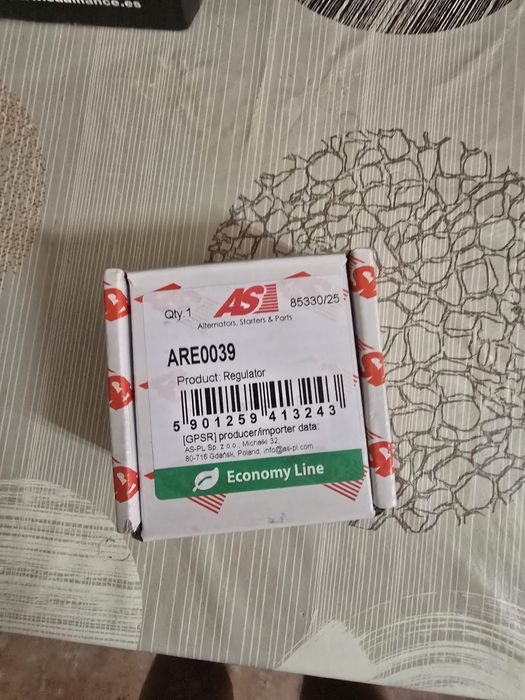 Qty.1 AS 85330/25
Alternators, Starters & Parts
ARE0039
Product: Regulator
5 901259 413243
[GPSR] producer/importer data:
AS-PL Sp. z o.o., Michałki 32,
80-716 Gdańsk, Poland, info@as-pl.com
Economy Line